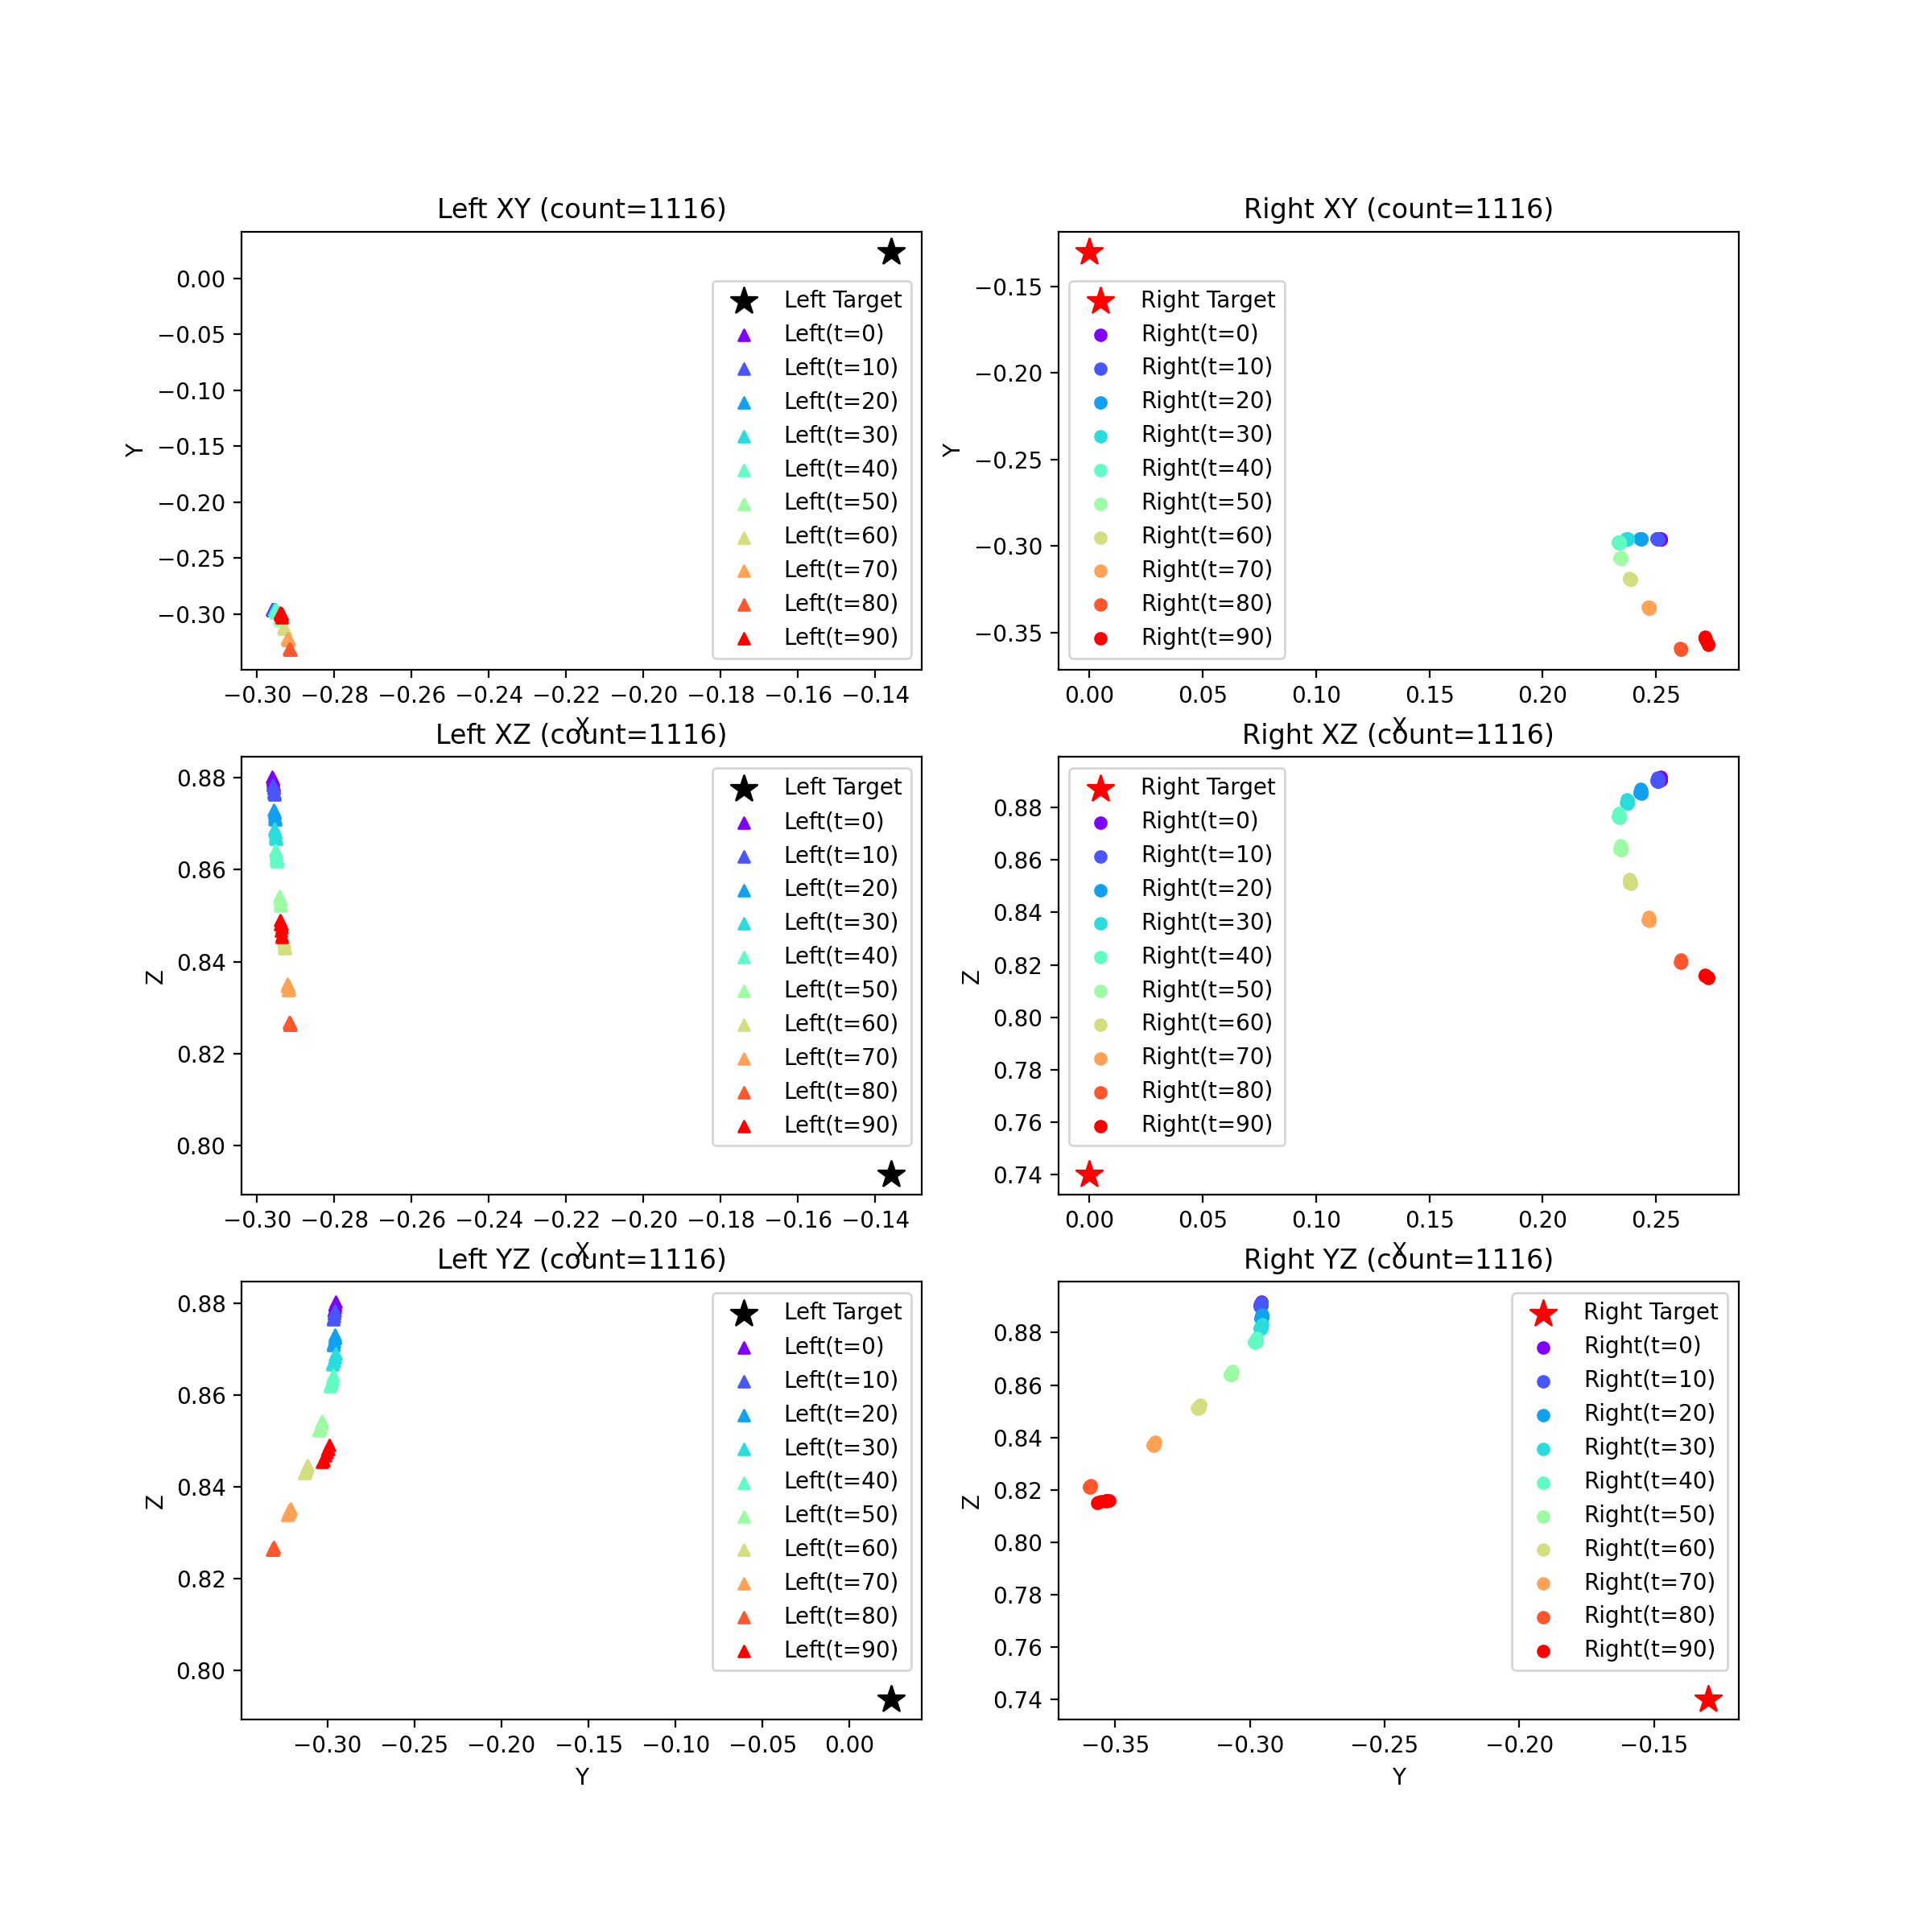 Left XY (count=1116)
Y
0.00
−0.05
−0.10
−0.15
−0.20
−0.25
−0.30
Left Target
Left(t=0)
Left(t=10)
Left(t=20)
Left(t=30)
Left(t=40)
Left(t=50)
Left(t=60)
Left(t=70)
Left(t=80)
Left(t=90)
−0.30 −0.28 −0.26 −0.24 −0.22 −0.20 −0.18 −0.16 −0.14
X
Right XY (count=1116)
Y
−0.15
−0.20
−0.25
−0.30
−0.35
Right Target
Right(t=0)
Right(t=10)
Right(t=20)
Right(t=30)
Right(t=40)
Right(t=50)
Right(t=60)
Right(t=70)
Right(t=80)
Right(t=90)
0.00 0.05 0.10 0.15 0.20 0.25
X
Left XZ (count=1116)
Z
0.88
0.86
0.84
0.82
0.80
Left Target
Left(t=0)
Left(t=10)
Left(t=20)
Left(t=30)
Left(t=40)
Left(t=50)
Left(t=60)
Left(t=70)
Left(t=80)
Left(t=90)
−0.30 −0.28 −0.26 −0.24 −0.22 −0.20 −0.18 −0.16 −0.14
X
Right XZ (count=1116)
Z
0.88
0.86
0.84
0.82
0.80
0.78
0.76
0.74
Right Target
Right(t=0)
Right(t=10)
Right(t=20)
Right(t=30)
Right(t=40)
Right(t=50)
Right(t=60)
Right(t=70)
Right(t=80)
Right(t=90)
0.00 0.05 0.10 0.15 0.20 0.25
X
Left YZ (count=1116)
Z
0.88
0.86
0.84
0.82
0.80
Left Target
Left(t=0)
Left(t=10)
Left(t=20)
Left(t=30)
Left(t=40)
Left(t=50)
Left(t=60)
Left(t=70)
Left(t=80)
Left(t=90)
−0.30 −0.25 −0.20 −0.15 −0.10 −0.05 0.00
Y
Right YZ (count=1116)
Z
0.88
0.86
0.84
0.82
0.80
0.78
0.76
0.74
Right Target
Right(t=0)
Right(t=10)
Right(t=20)
Right(t=30)
Right(t=40)
Right(t=50)
Right(t=60)
Right(t=70)
Right(t=80)
Right(t=90)
−0.35 −0.30 −0.25 −0.20 −0.15
Y